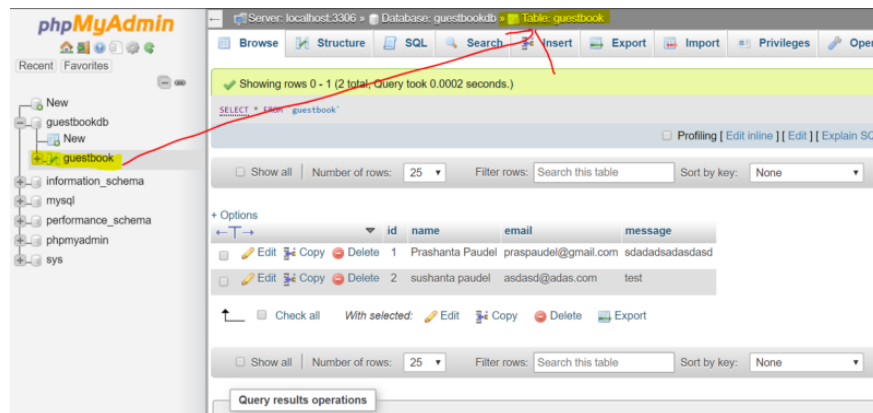 phpMyAdmin
Recent Favorites
New
guestbookdb
New
guestbook
information_schema
mysql
performance_schema
phpmyadmin
sys
Server: localhost:3306 » Database: guestbookdb » Table: guestbook
Browse Structure SQL Search Insert Export Import Privileges Oper
Showing rows 0 - 1 (2 total, Query took 0.0002 seconds.)
SELECT * FROM `guestbook`
Profiling [ Edit inline ] [ Edit ] [ Explain SQ
Show all Number of rows: 25 Filter rows: Search this table Sort by key: None
+ Options
←T→ id name email message
Edit Copy Delete 1 Prashanta Paudel praspaudel@gmail.com sdadadsadasdasd
Edit Copy Delete 2 sushanta paudel asdasd@adas.com test
Check all With selected: Edit Copy Delete Export
Show all Number of rows: 25 Filter rows: Search this table Sort by key: None
Query results operations